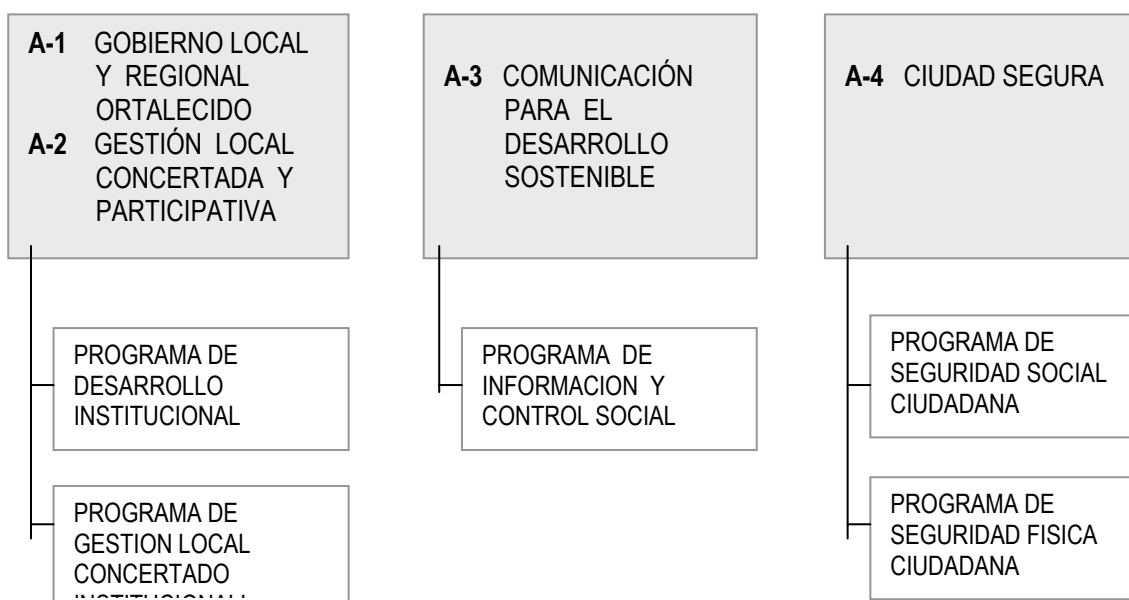 A-1 GOBIERNO LOCAL
Y REGIONAL
ORTALECIDO
A-2 GESTIÓN LOCAL
CONCERTADA Y
PARTICIPATIVA
PROGRAMA DE
DESARROLLO
INSTITUCIONAL
PROGRAMA DE
GESTION LOCAL
CONCERTADO
A-3 COMUNICACIÓN
PARA EL
DESARROLLO
SOSTENIBLE
PROGRAMA DE
INFORMACION Y
CONTROL SOCIAL
A-4 CIUDAD SEGURA
PROGRAMA DE
SEGURIDAD SOCIAL
CIUDADANA
PROGRAMA DE
SEGURIDAD FISICA
CIUDADANA